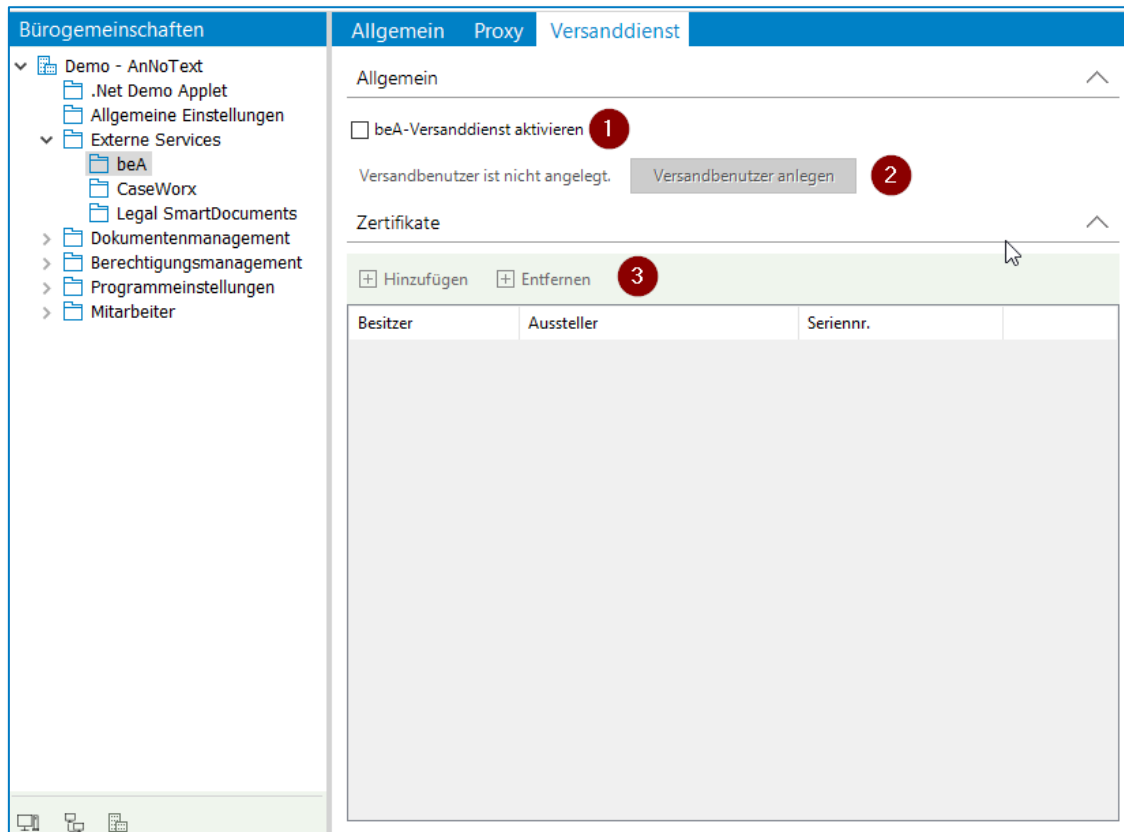 Bürogemeinschaften
Demo - AnNoText
.Net Demo Applet
Allgemeine Einstellungen
Externe Services
beA
CaseWorx
Legal SmartDocuments
Dokumentenmanagement
Berechtigungsmanagement
Programmeinstellungen
Mitarbeiter
Allgemein Proxy Versanddienst
Allgemein
beA-Versanddienst aktivieren 1
Versandbenutzer ist nicht angelegt. Versandbenutzer anlegen 2
Zertifikate
Hinzufügen Entfernen 3
Besitzer Aussteller Seriennr.